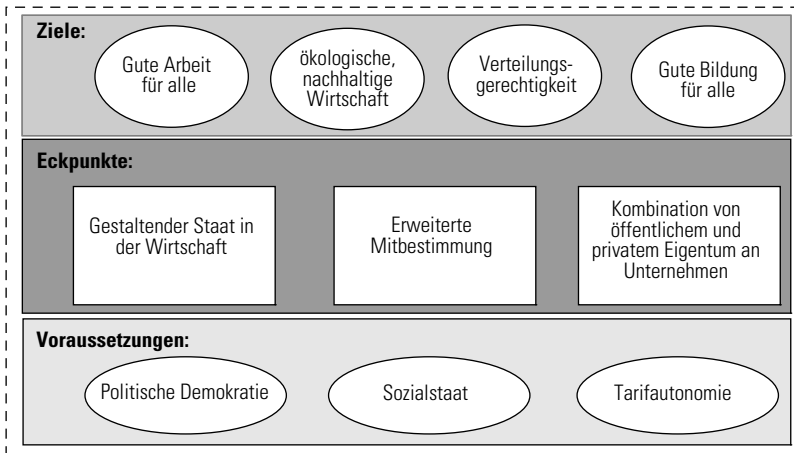 Ziele:
Gute Arbeit
für alle
ökologische,
nachhaltige
Wirtschaft
Verteilungs-
gerechtigkeit
Gute Bildung
für alle
Eckpunkte:
Gestaltender Staat in
der Wirtschaft
Erweiterte
Mitbestimmung
Kombination von
öffentlichem und
privatem Eigentum an
Unternehmen
Voraussetzungen:
Politische Demokratie
Sozialstaat
Tarifautonomie